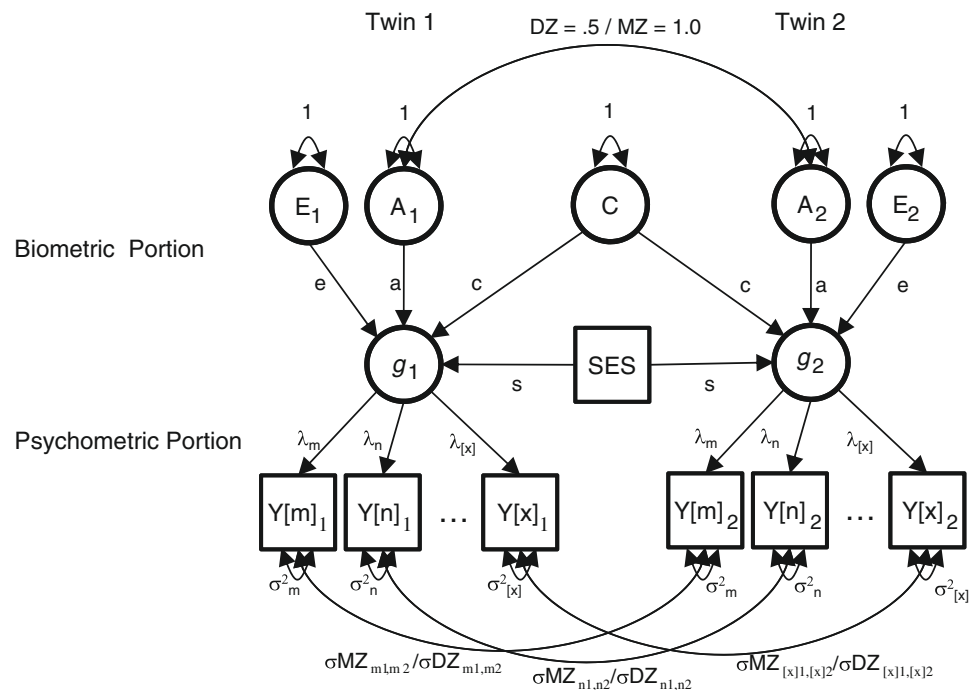 Twin 1
DZ = .5 / MZ = 1.0
Twin 2
1 1 1 1 1
E₁ A₁ C A₂ E₂
Biometric Portion
e a c c a e
g₁ SES g₂
s s
Psychometric Portion
λₘ λₙ λ[x] λₘ λₙ λ[x]
Y[m]₁ Y[n]₁ ... Y[x]₁ Y[m]₂ Y[n]₂ ... Y[x]₂
σ²m σ²n σ²[x] σ²m σ²n σ²[x]
σMZm1,m2/σDZm1,m2 σMZn1,n2/σDZn1,n2 σMZ[x]1,[x]2/σDZ[x]1,[x]2